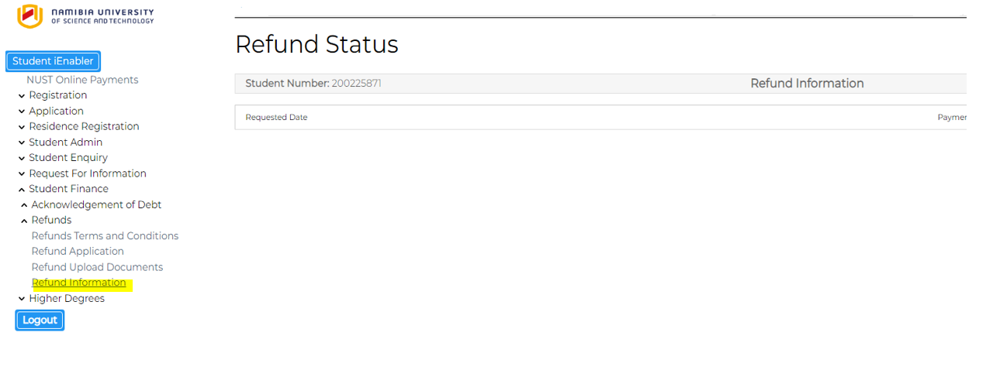 NAMIBIA UNIVERSITY
OF SCIENCE AND TECHNOLOGY
Student iEnabler
NUST Online Payments
Registration
Application
Residence Registration
Student Admin
Student Enquiry
Request For Information
Student Finance
Acknowledgement of Debt
Refunds
Refunds Terms and Conditions
Refund Application
Refund Upload Documents
Refund Information
Higher Degrees
Logout
Refund Status
Student Number: 200225871 Refund Information
Requested Date